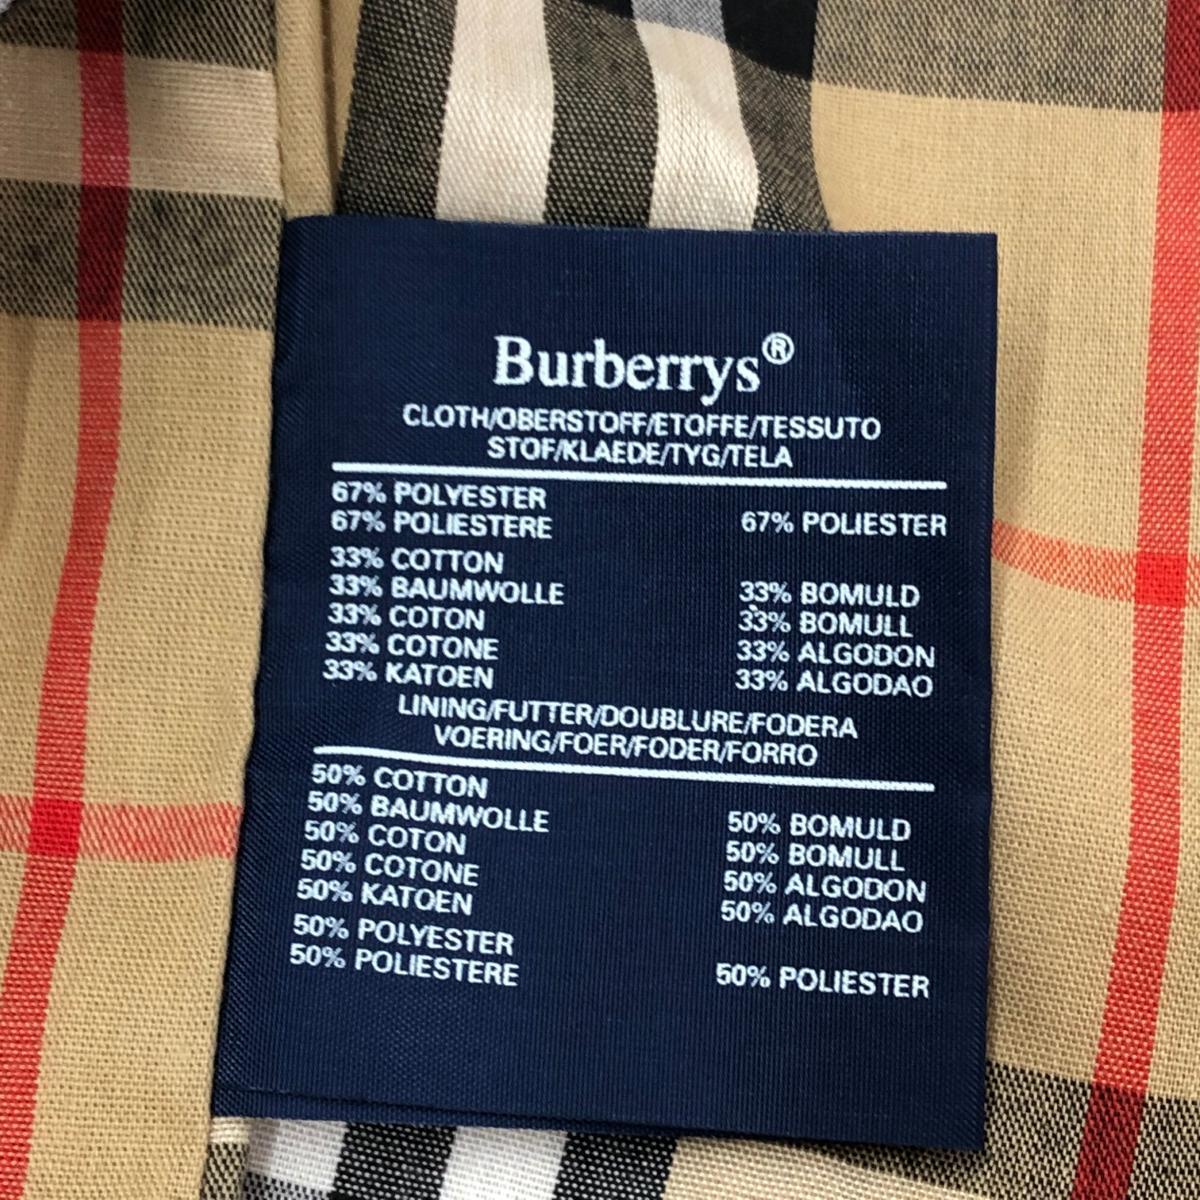 Burberrys®
CLOTH/OBERSTOFF/ETOFFE/TESSUTO
STOF/KLAEDE/TYG/TELA
67% POLYESTER
67% POLIESTERE 67% POLIESTER
33% COTTON
33% BAUMWOLLE 33% BOMULD
33% COTON 33% BOMULL
33% COTONE 33% ALGODON
33% KATOEN 33% ALGODAO
LINING/FUTTER/DOUBLURE/FODERA
VOERING/FOER/FODER/FORRO
50% COTTON
50% BAUMWOLLE 50% BOMULD
50% COTON 50% BOMULL
50% COTONE 50% ALGODON
50% KATOEN 50% ALGODAO
50% POLYESTER
50% POLIESTERE 50% POLIESTER